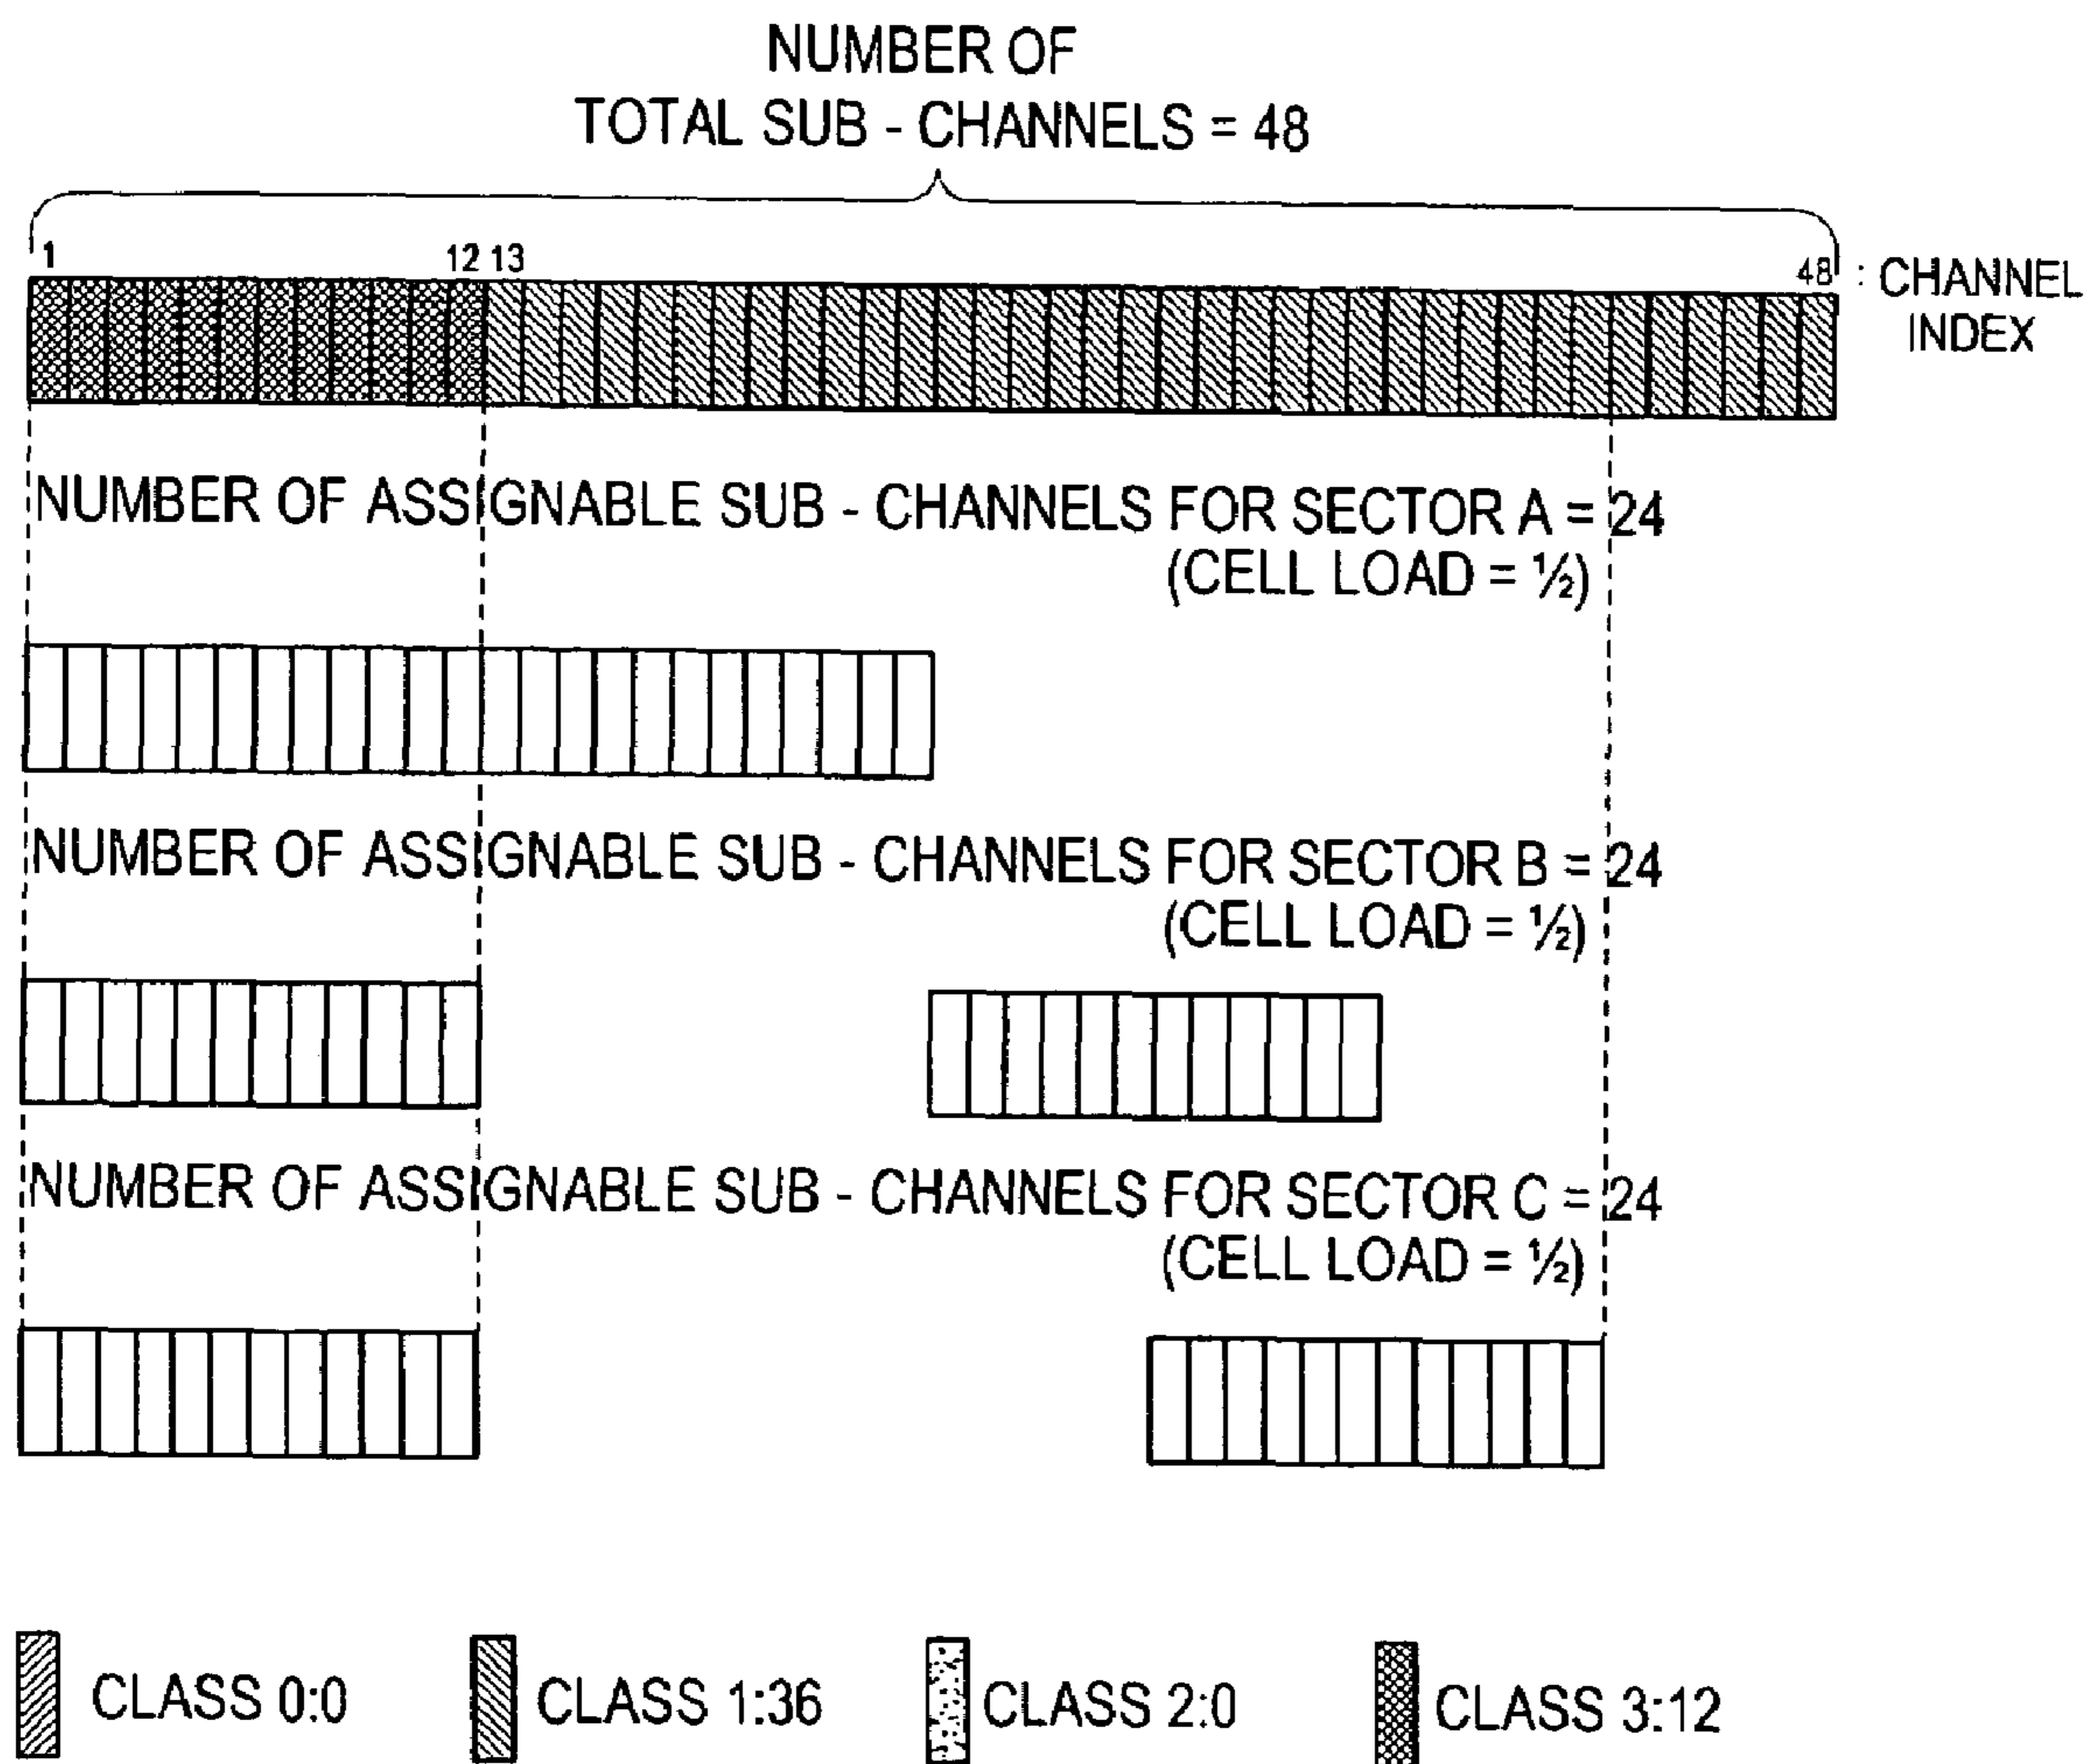 NUMBER OF
TOTAL SUB - CHANNELS = 48
1 12 13 48 : CHANNEL
INDEX
NUMBER OF ASSIGNABLE SUB - CHANNELS FOR SECTOR A = 24
(CELL LOAD = ½)
NUMBER OF ASSIGNABLE SUB - CHANNELS FOR SECTOR B = 24
(CELL LOAD = ½)
NUMBER OF ASSIGNABLE SUB - CHANNELS FOR SECTOR C = 24
(CELL LOAD = ½)
CLASS 0:0 CLASS 1:36 CLASS 2:0 CLASS 3:12